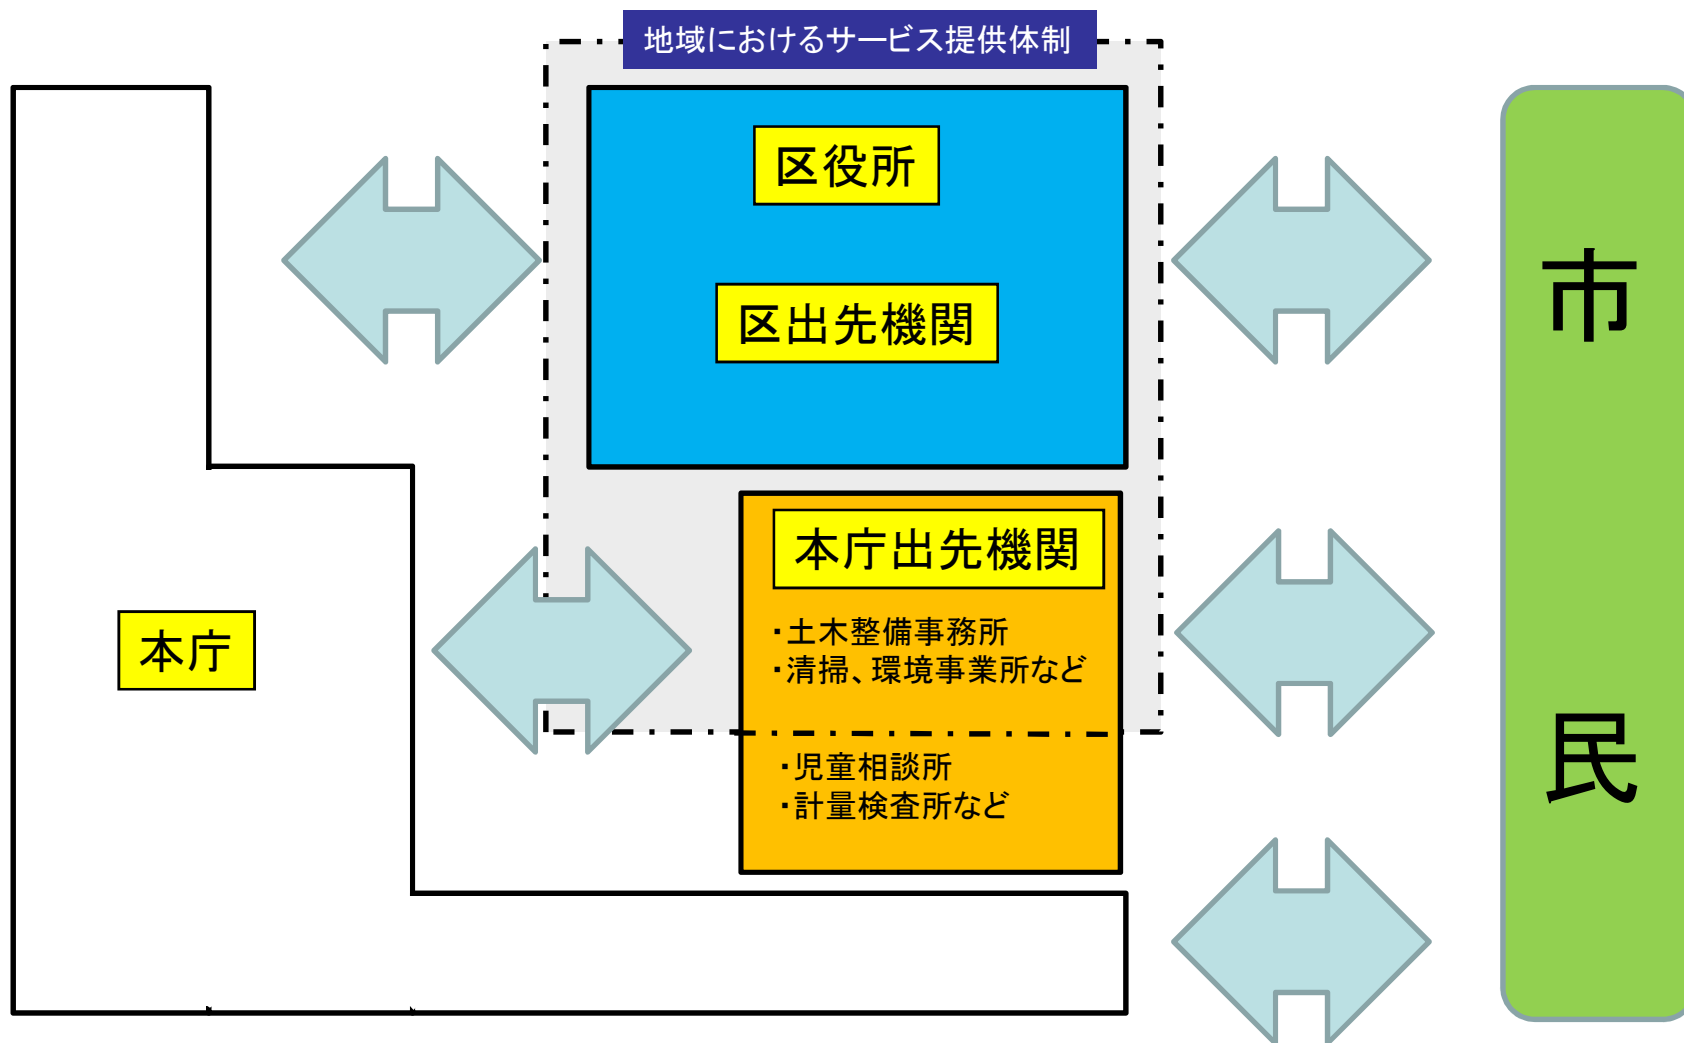 地域におけるサービス提供体制
区役所
区出先機関
本庁出先機関
・土木整備事務所
・清掃、環境事業所など
・児童相談所
・計量検査所など
本庁
市
民